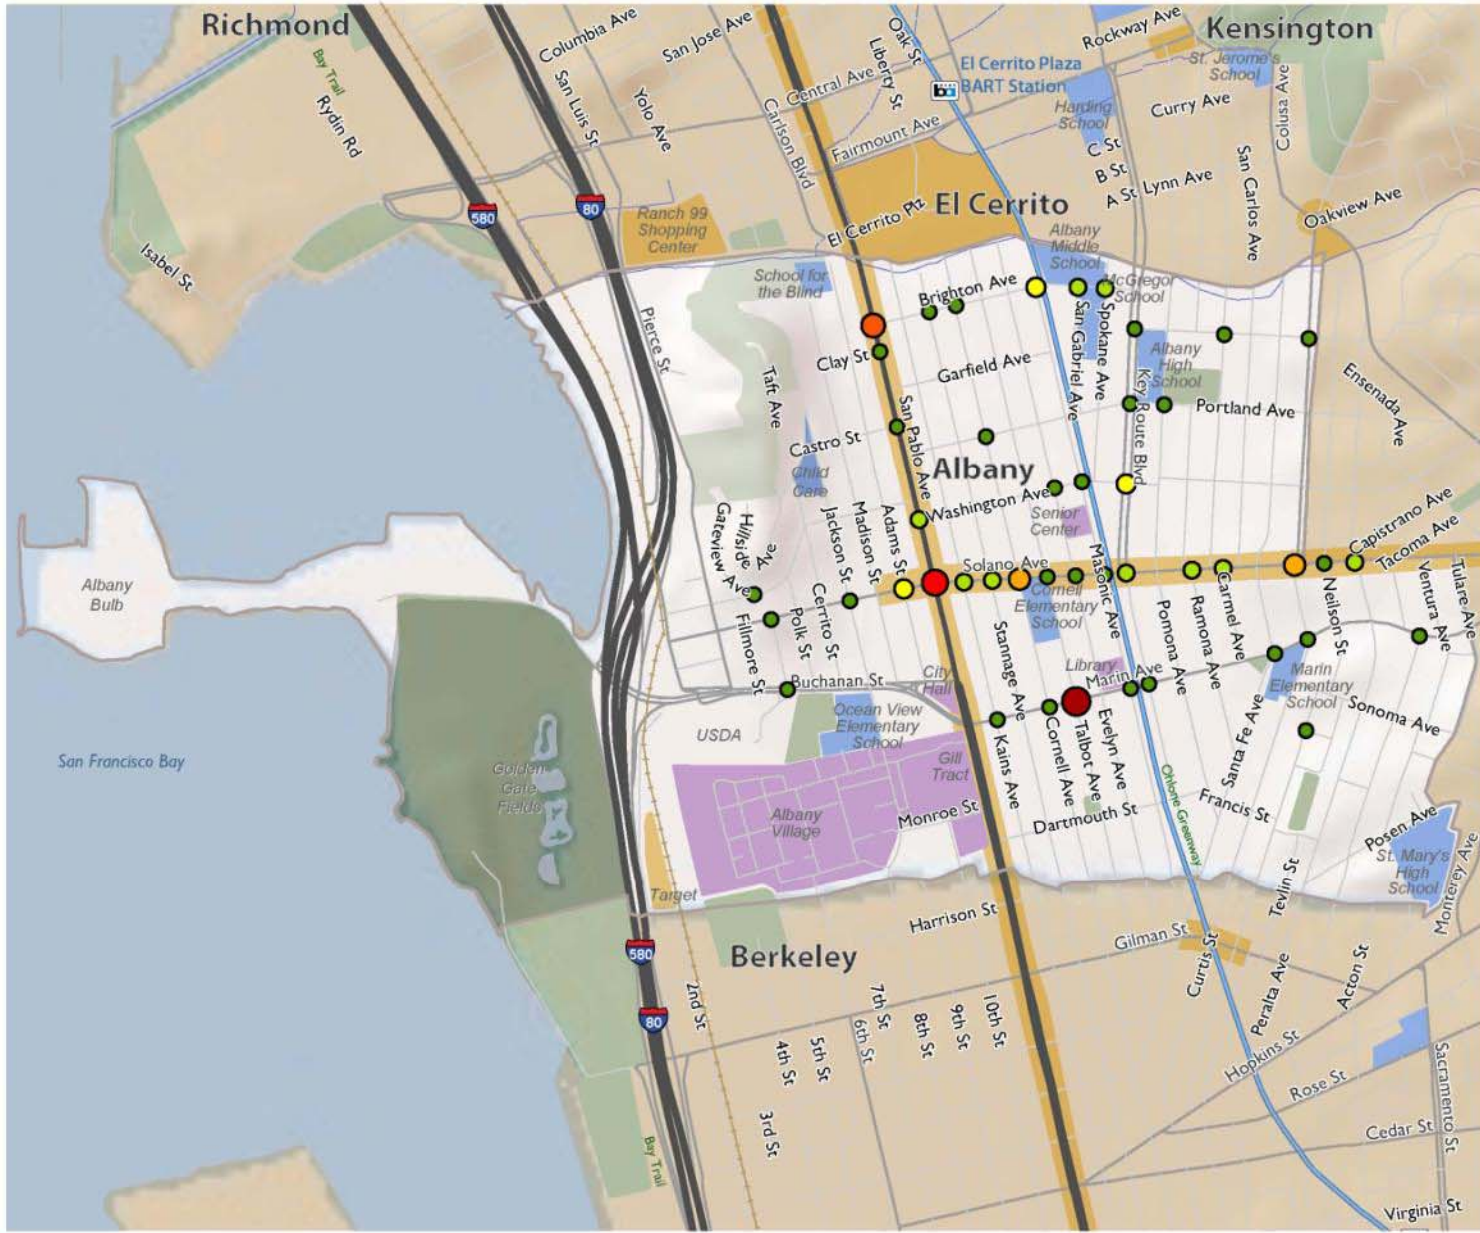 Richmond
Kensington
Columbia Ave
San Jose Ave
Oak St
Liberty St
Rockway Ave
Bay Trail
Rydin Rd
San Luis St
Yolo Ave
Central Ave
Carlson Blvd
Fairmount Ave
El Cerrito Plaza
BART Station
ba
St. Jerome's
School
Harding
School
Curry Ave
Colusa Ave
C St
B St
A St
Lynn Ave
San Carlos Ave
Oakview Ave
580
80
Ranch 99
Shopping
Center
El Cerrito Plz
El Cerrito
Albany
Middle
School
Isabel St
School for
the Blind
Brighton Ave
McGregor
School
Pierce St
Clay St
Garfield Ave
San Gabriel Ave
Spokane Ave
Albany
High
School
Key Route Blvd
Portland Ave
Ensenada Ave
Taft Ave
San Pablo Ave
Castro St
Child
Care
Albany
Washington Ave
Senior
Center
Gateview Ave
Hillside
Av
e
Jackson St
Madison St
Adams St
Solano Ave
Masonic Ave
Capistrano Ave
Tacoma Ave
Albany
Bulb
Fillmore St
Polk St
Cerrito St
Cornell
Elementary
School
Stannage Ave
Pomona Ave
Ramona Ave
Carmel Ave
Neilson St
Ventura Ave
Tulare Ave
Buchanan St
City
Hall
Library
Marin Ave
Marin
Elementary
School
Santa Fe Ave
Sonoma Ave
USDA
Ocean View
Elementary
School
Gill
Tract
Kains Ave
Cornell Ave
Talbot Ave
Evelyn Ave
San Francisco Bay
Golden
Gate
Fields
Albany
Village
Monroe St
Dartmouth St
Ohlone Greenway
Francis St
Posen Ave
St. Mary's
High
School
Monterey Ave
Target
Tevlin St
Harrison St
Gilman St
Curtis St
Peralta Ave
Acton St
580
Berkeley
80
2nd St
3rd St
4th St
5th St
6th St
7th St
8th St
9th St
10th St
Hopkins St
Rose St
Sacramento St
Cedar St
Bay Trail
Virginia St